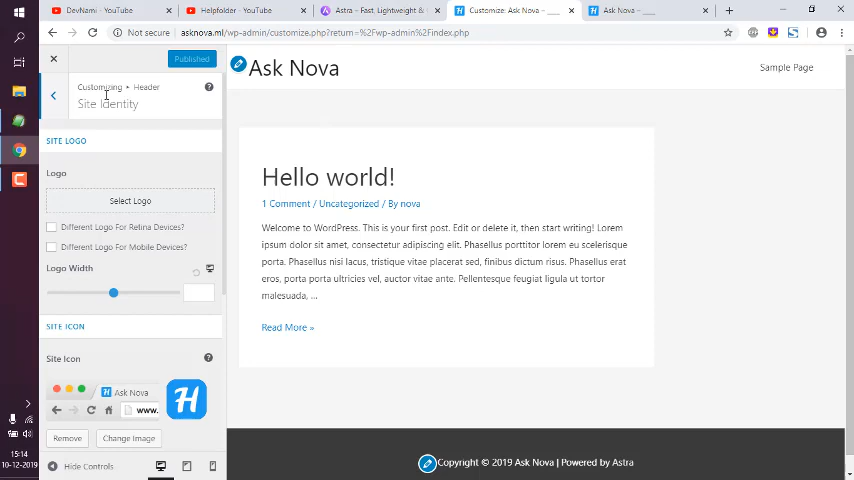 DevNami - YouTube
Helpfolder - YouTube
Astra – Fast, Lightweight &
Customize: Ask Nova – ____
Ask Nova – ____
Not secure asknova.ml/wp-admin/customize.php?return=%2Fwp-admin%2Findex.php
Published
Ask Nova
Sample Page
Customizing ▸ Header
Site Identity
SITE LOGO
Logo
Select Logo
Different Logo For Retina Devices?
Different Logo For Mobile Devices?
Logo Width
SITE ICON
Site Icon
Ask Nova
www.
H
Remove
Change Image
Hide Controls
Hello world!
1 Comment / Uncategorized / By nova
Welcome to WordPress. This is your first post. Edit or delete it, then start writing! Lorem
ipsum dolor sit amet, consectetur adipiscing elit. Phasellus porttitor lorem eu scelerisque
porta. Phasellus nisi lacus, tristique vitae placerat sed, finibus dictum risus. Phasellus erat
eros, porta porta ultricies vel, auctor vitae ante. Pellentesque feugiat lacus ut tortor
malesuada, …
Read More »
Copyright © 2019 Ask Nova | Powered by Astra
15:14
10-12-2019